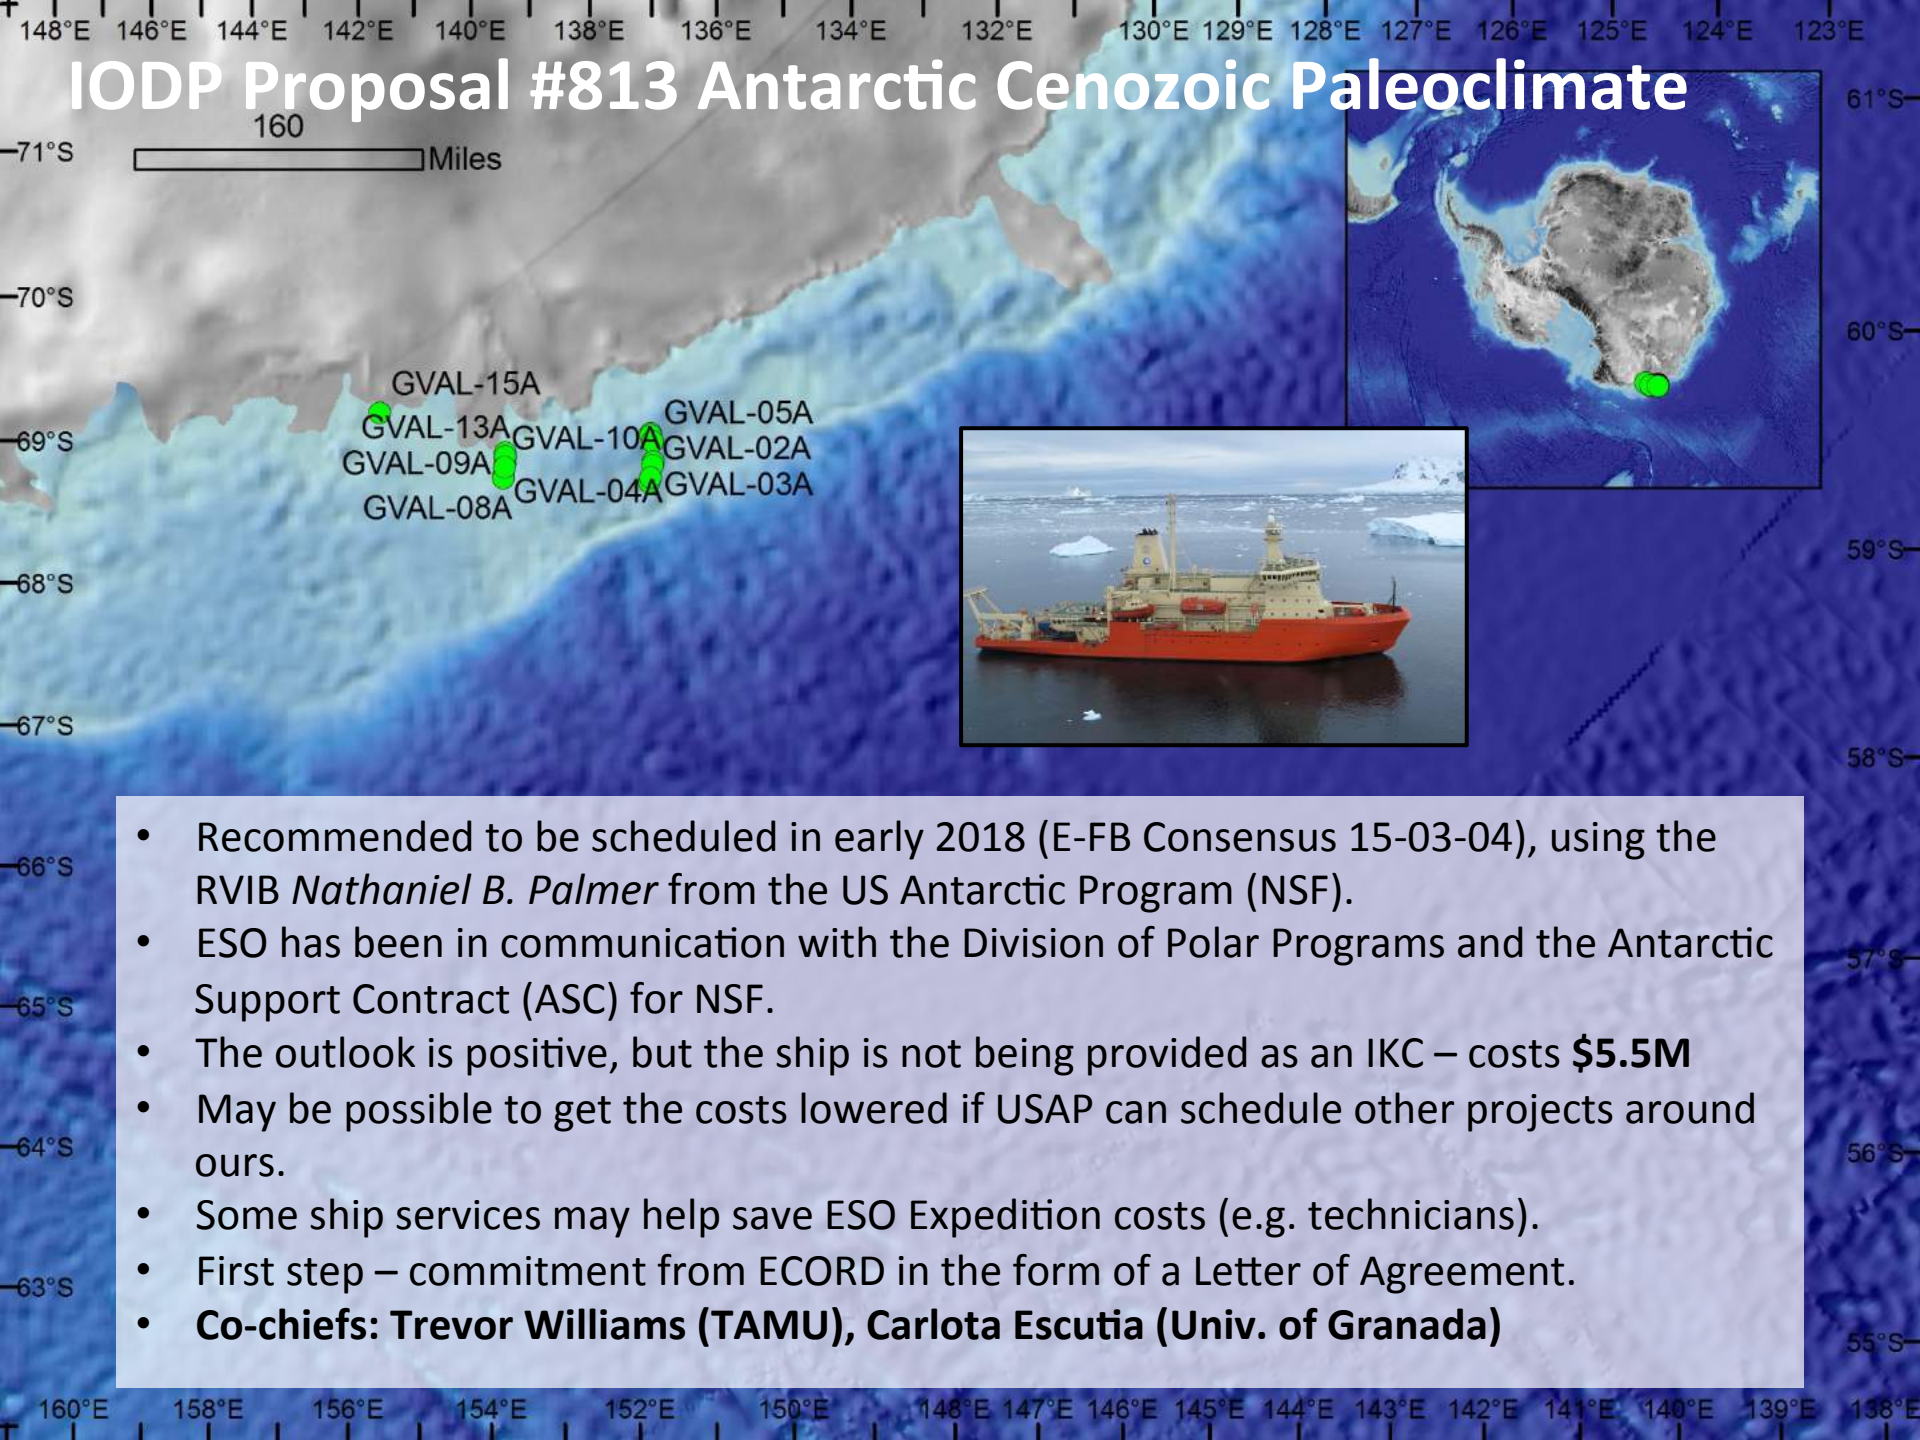 148°E 146°E 144°E 142°E 140°E 138°E 136°E 134°E 132°E 130°E 129°E 128°E 127°E 126°E 125°E 124°E 123°E
IODP Proposal #813 Antarctic Cenozoic Paleoclimate
61°S
160
71°S
Miles
70°S
60°S
GVAL-15A
GVAL-05A
GVAL-13A
GVAL-10A
69°S
GVAL-02A
GVAL-09A
GVAL-04A
GVAL-03A
GVAL-08A
59°S
68°S
67°S
58°S
• Recommended to be scheduled in early 2018 (E-FB Consensus 15-03-04), using the
66°S
RVIB Nathaniel B. Palmer from the US Antarctic Program (NSF).
• ESO has been in communication with the Division of Polar Programs and the Antarctic
57°S
Support Contract (ASC) for NSF.
65°S
• The outlook is positive, but the ship is not being provided as an IKC – costs $5.5M
• May be possible to get the costs lowered if USAP can schedule other projects around
64°S
56°S
ours.
• Some ship services may help save ESO Expedition costs (e.g. technicians).
• First step – commitment from ECORD in the form of a Letter of Agreement.
63°S
• Co-chiefs: Trevor Williams (TAMU), Carlota Escutia (Univ. of Granada)
55°S
160°E 158°E 156°E 154°E 152°E 150°E 148°E 147°E 146°E 145°E 144°E 143°E 142°E 141°E 140°E 139°E 138°E